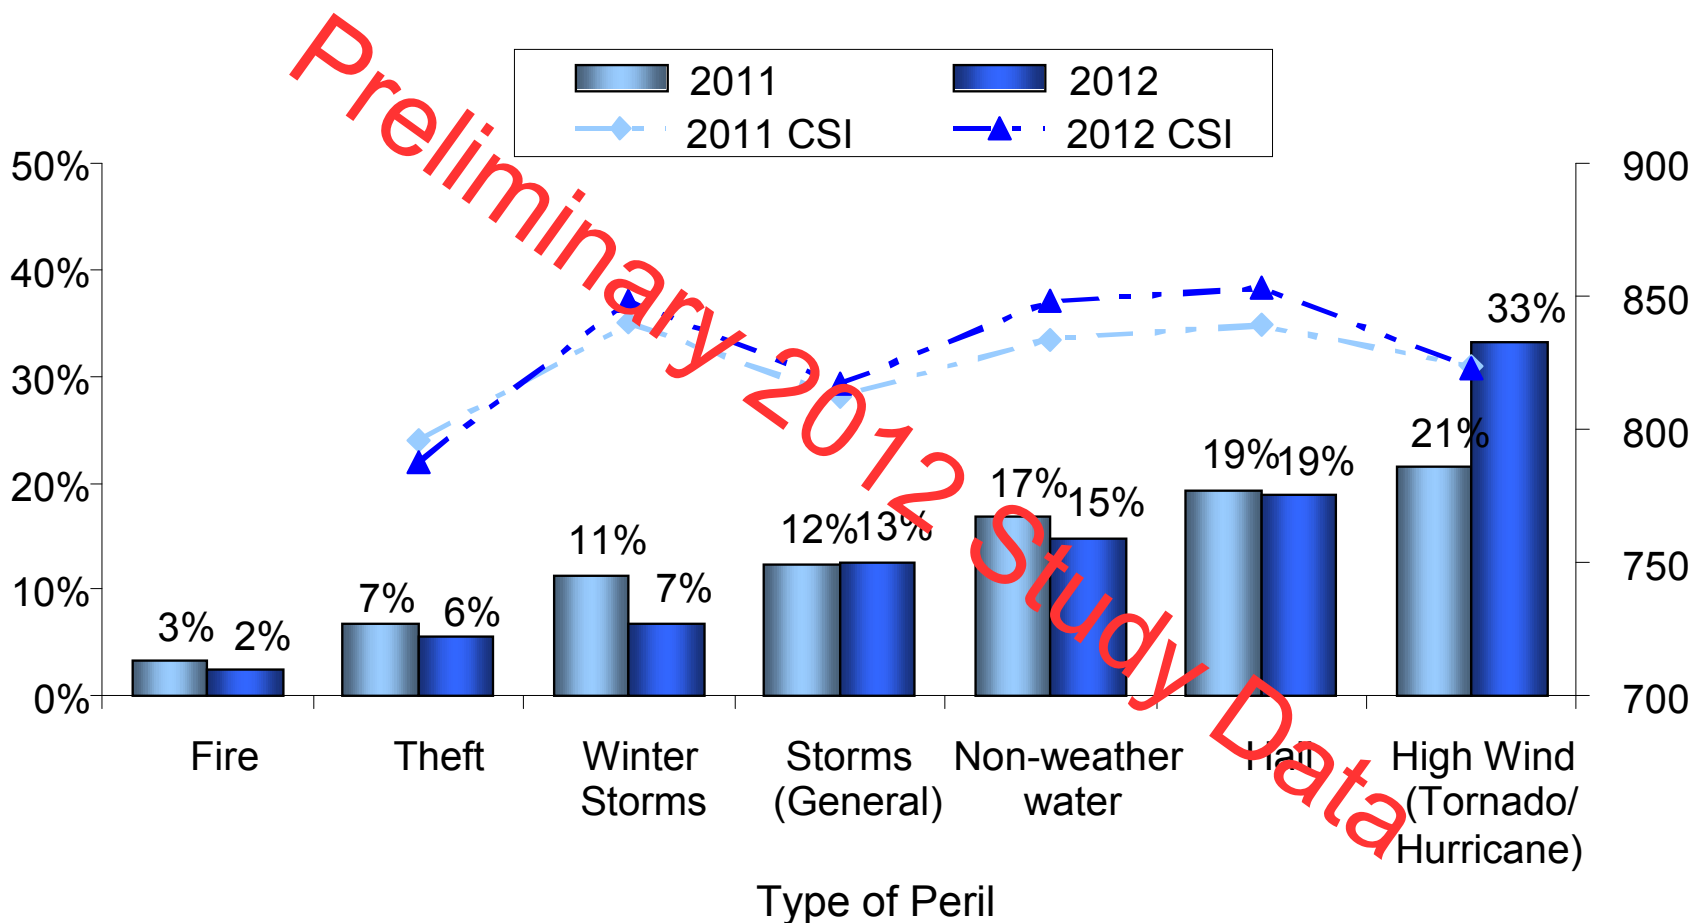 2011
2012
2011 CSI
2012 CSI
50%
40%
30%
20%
10%
0%
900
850
800
750
700
3%
2%
7%
6%
11%
7%
12%
13%
17%
15%
19%
19%
21%
33%
Fire
Theft
Winter
Storms
Storms
(General)
Non-weather
water
Hail
High Wind
(Tornado/
Hurricane)
Type of Peril
Preliminary 2012 Study Data